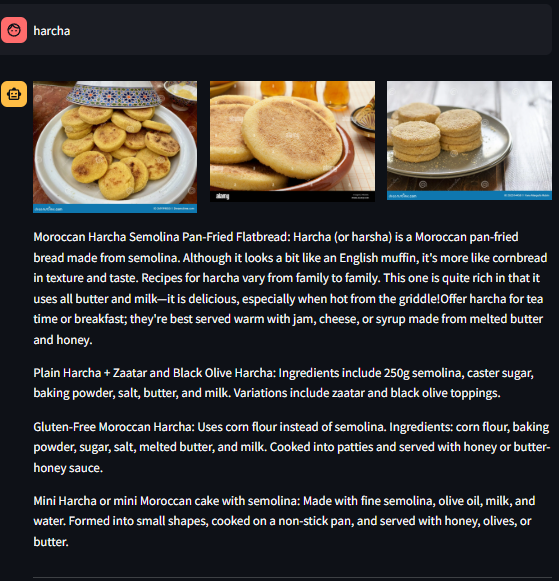 harcha
alamy
dreamstime.com
dreamstime.com
Moroccan Harcha Semolina Pan-Fried Flatbread: Harcha (or harsha) is a Moroccan pan-fried
bread made from semolina. Although it looks a bit like an English muffin, it's more like cornbread
in texture and taste. Recipes for harcha vary from family to family. This one is quite rich in that it
uses all butter and milk—it is delicious, especially when hot from the griddle!Offer harcha for tea
time or breakfast; they're best served warm with jam, cheese, or syrup made from melted butter
and honey.
Plain Harcha + Zaatar and Black Olive Harcha: Ingredients include 250g semolina, caster sugar,
baking powder, salt, butter, and milk. Variations include zaatar and black olive toppings.
Gluten-Free Moroccan Harcha: Uses corn flour instead of semolina. Ingredients: corn flour, baking
powder, sugar, salt, melted butter, and milk. Cooked into patties and served with honey or butter-
honey sauce.
Mini Harcha or mini Moroccan cake with semolina: Made with fine semolina, olive oil, milk, and
water. Formed into small shapes, cooked on a non-stick pan, and served with honey, olives, or
butter.